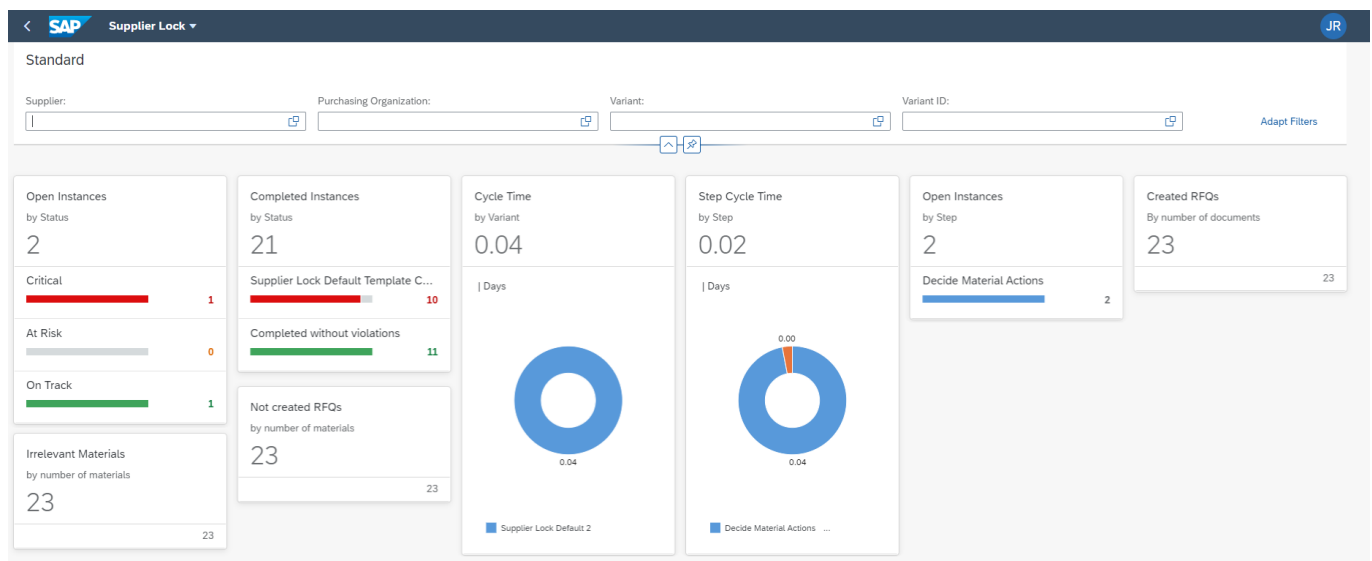 SAP Supplier Lock
JR
Standard
Supplier:
Purchasing Organization:
Variant:
Variant ID:
Adapt Filters
Open Instances
by Status
2
Critical
1
At Risk
0
On Track
1
Irrelevant Materials
by number of materials
23
23
Completed Instances
by Status
21
Supplier Lock Default Template C...
10
Completed without violations
11
Not created RFQs
by number of materials
23
23
Cycle Time
by Variant
0.04
| Days
0.04
Supplier Lock Default 2
Step Cycle Time
by Step
0.02
| Days
0.00
0.04
Decide Material Actions ...
Open Instances
by Step
2
Decide Material Actions
2
Created RFQs
By number of documents
23
23